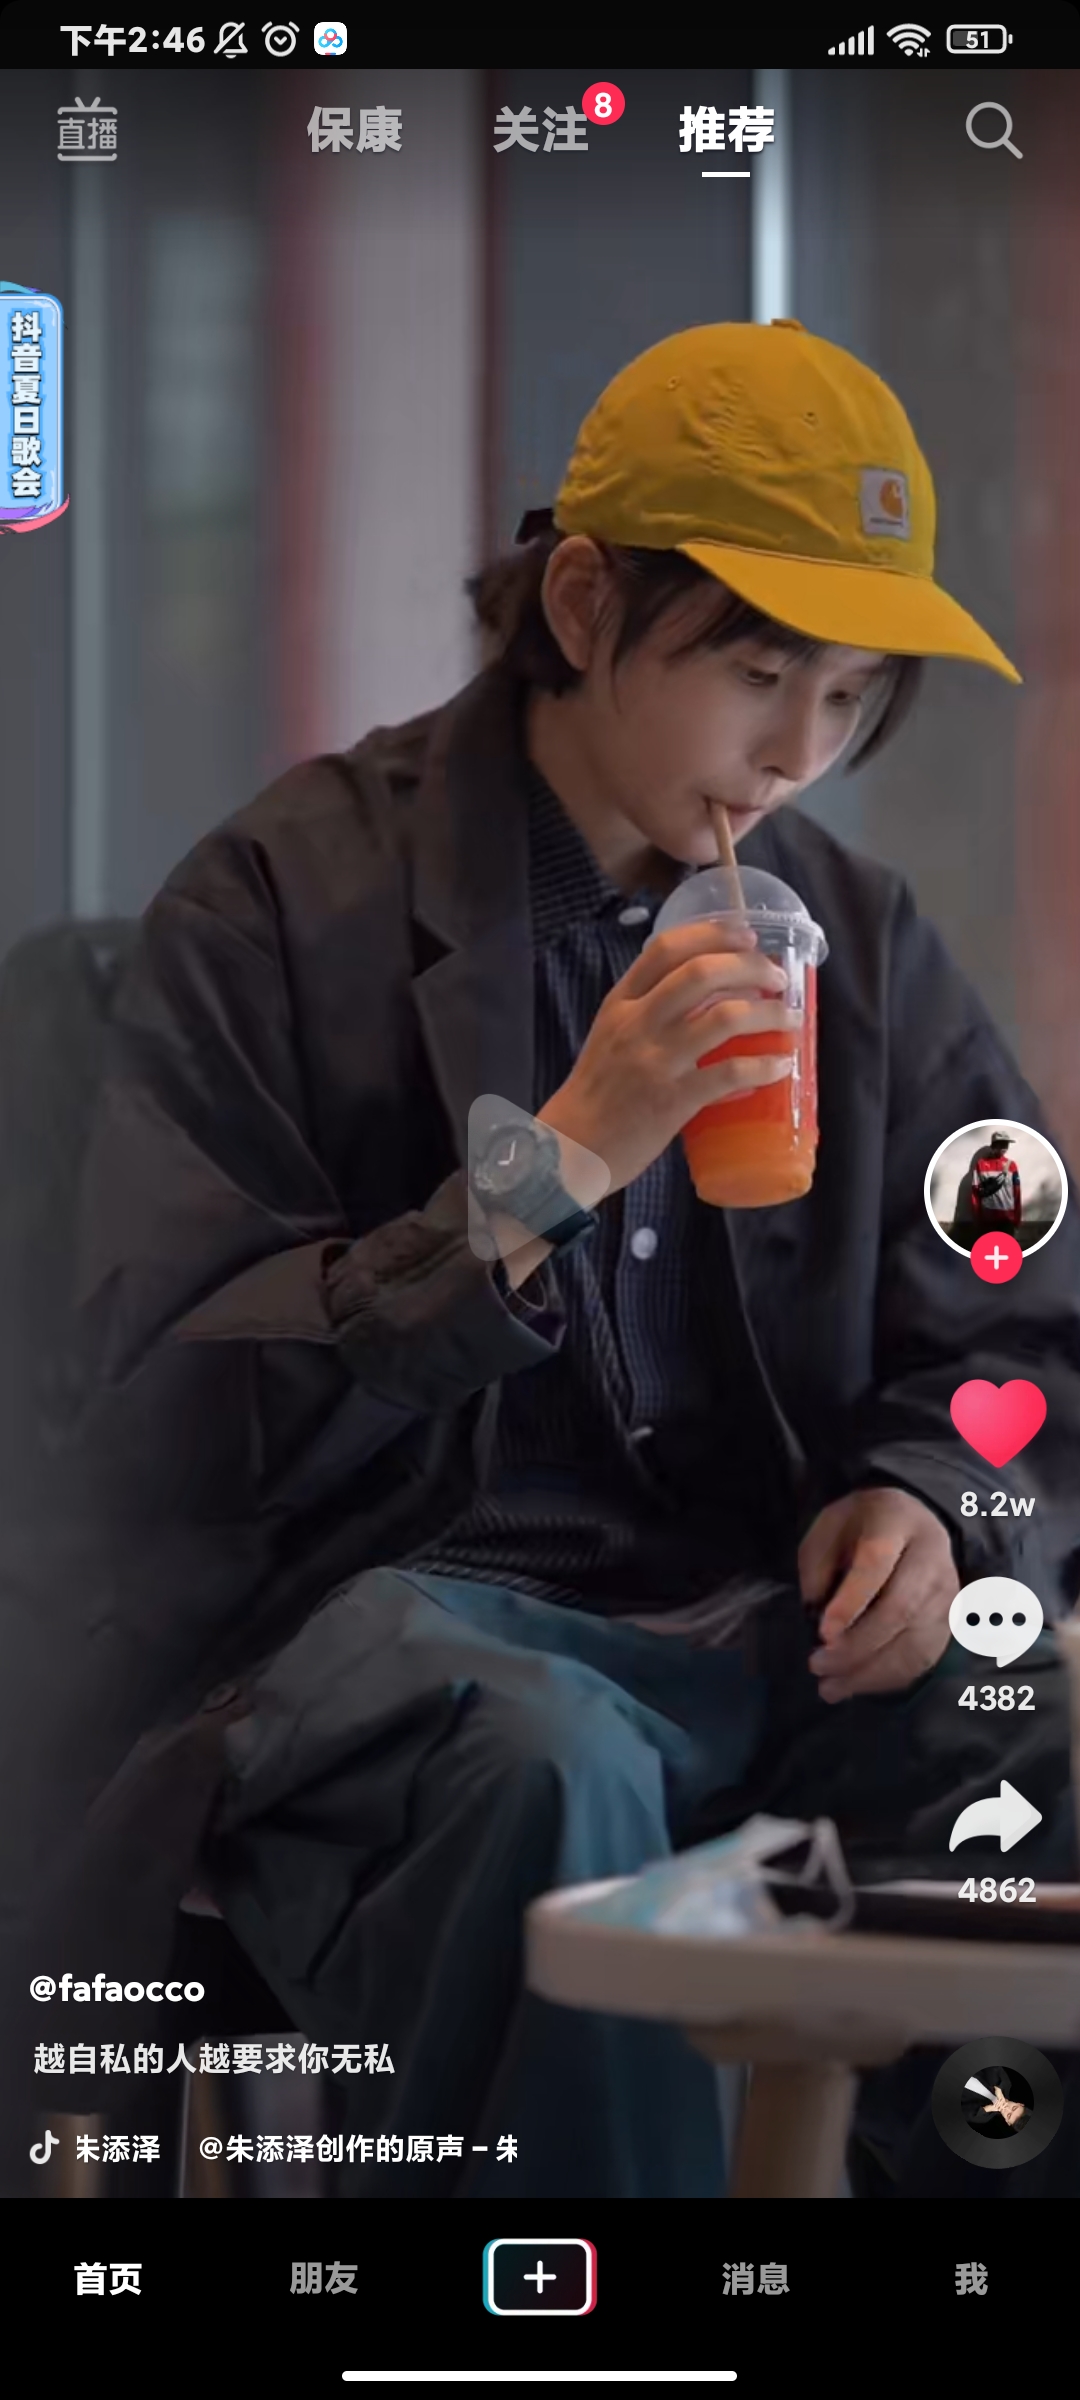 下午2:46
51
直播
保康
关注
8
推荐
抖音夏日歌会
8.2w
4382
4862
@fafaocco
越自私的人越要求你无私
朱添泽 @朱添泽创作的原声 – 朱
首页
朋友
消息
我